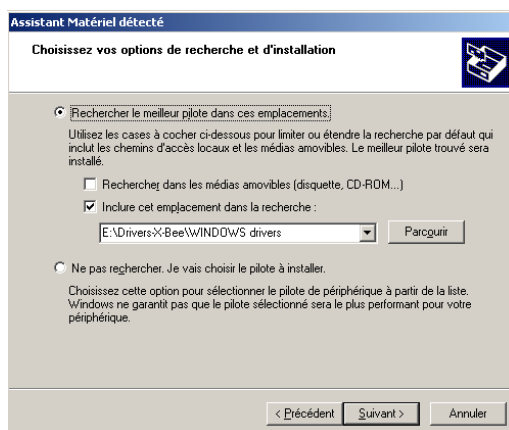 Assistant Matériel détecté
Choisissez vos options de recherche et d'installation
Rechercher le meilleur pilote dans ces emplacements.
Utilisez les cases à cocher ci-dessous pour limiter ou étendre la recherche par défaut qui
inclut les chemins d'accès locaux et les médias amovibles. Le meilleur pilote trouvé sera
installé.
Rechercher dans les médias amovibles (disquette, CD-ROM...)
Inclure cet emplacement dans la recherche :
E:\Drivers-X-Bee\WINDOWS drivers
Parcourir
Ne pas rechercher. Je vais choisir le pilote à installer.
Choisissez cette option pour sélectionner le pilote de périphérique à partir de la liste.
Windows ne garantit pas que le pilote sélectionné sera le plus performant pour votre
périphérique.
< Précédent
Suivant >
Annuler